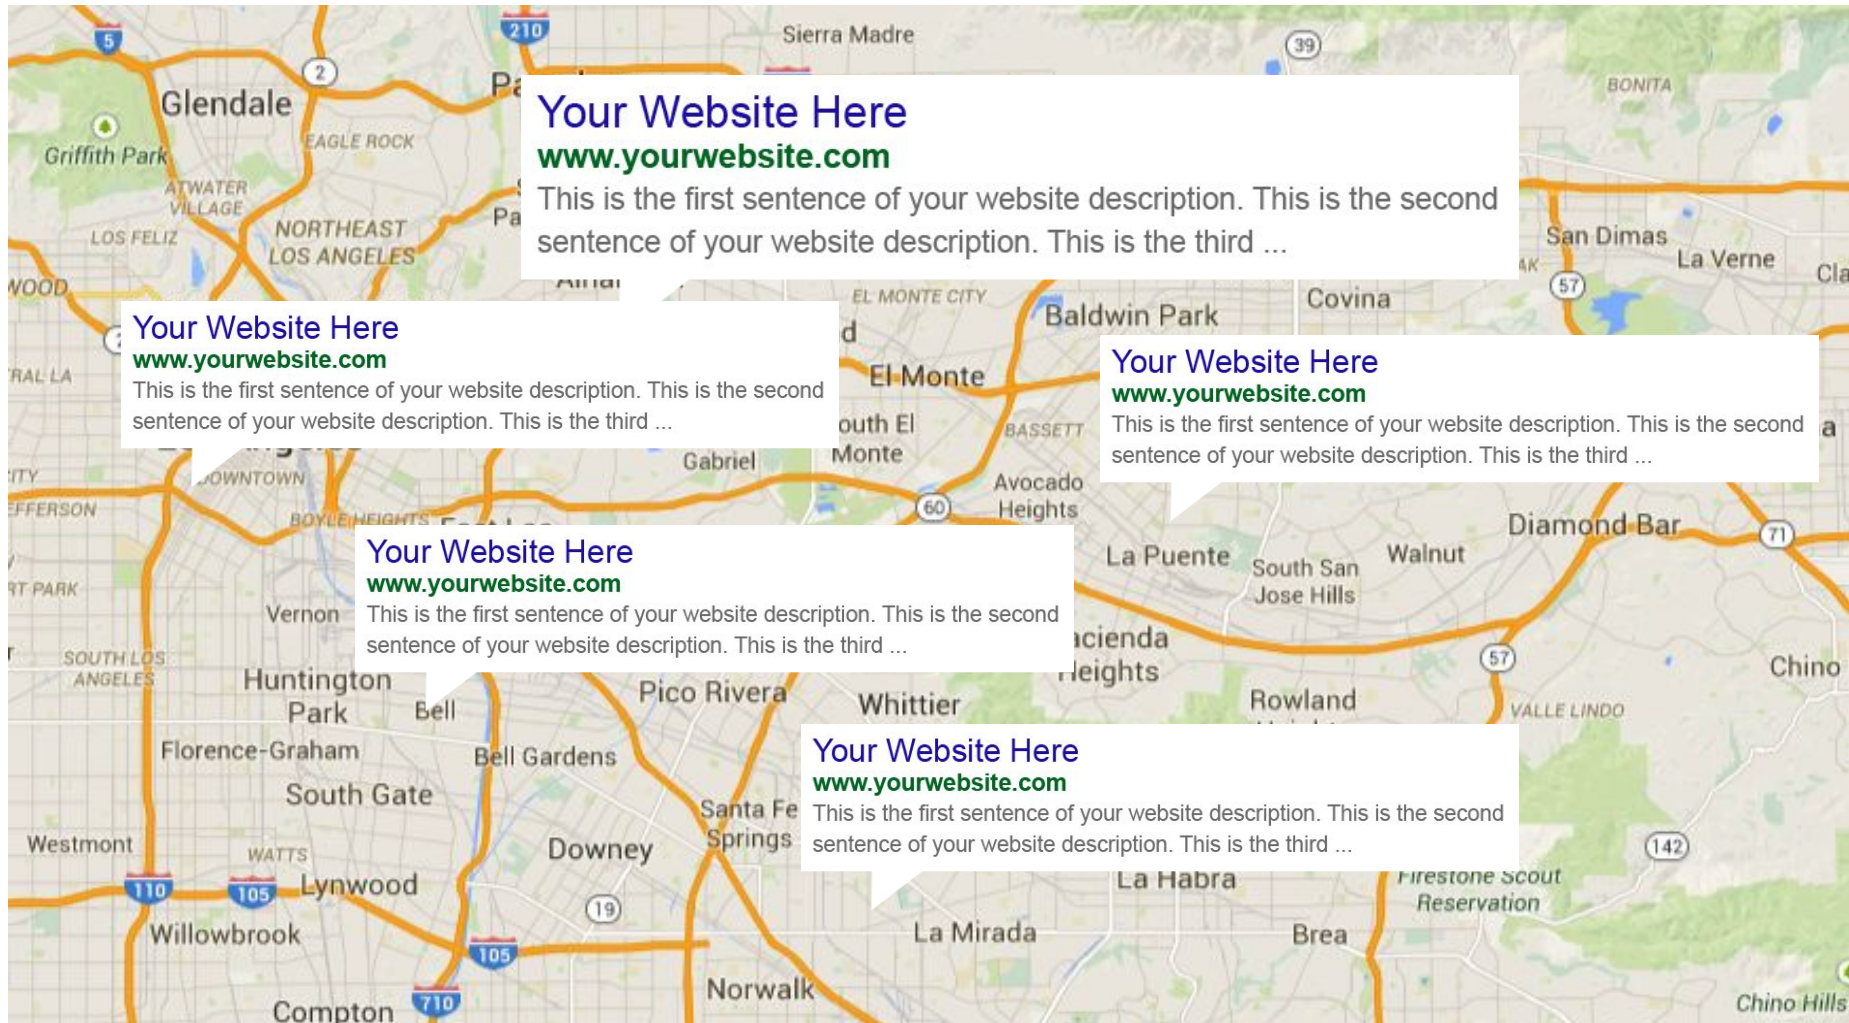 5
210
Sierra Madre
39
2
BONITA
Glendale
Your Website Here
www.yourwebsite.com
This is the first sentence of your website description. This is the second
sentence of your website description. This is the third ...
EAGLE ROCK
Griffith Park
ATWATER
VILLAGE
LOS FELIZ
NORTHEAST
LOS ANGELES
San Dimas
La Verne
57
EL MONTE CITY
Covina
Baldwin Park
Your Website Here
www.yourwebsite.com
This is the first sentence of your website description. This is the second
sentence of your website description. This is the third ...
El Monte
Your Website Here
www.yourwebsite.com
This is the first sentence of your website description. This is the second
sentence of your website description. This is the third ...
BASSETT
Monte
Gabriel
DOWNTOWN
Avocado
Heights
60
BOYLE HEIGHTS
Diamond Bar
71
Your Website Here
www.yourwebsite.com
This is the first sentence of your website description. This is the second
sentence of your website description. This is the third ...
La Puente
South San
Jose Hills
Walnut
Vernon
SOUTH LOS
ANGELES
57
Chino
Huntington
Park
Bell
Pico Rivera
Whittier
Rowland
VALLE LINDO
Florence-Graham
Bell Gardens
Your Website Here
www.yourwebsite.com
This is the first sentence of your website description. This is the second
sentence of your website description. This is the third ...
South Gate
Santa Fe
Springs
Westmont
WATTS
Downey
142
110
105
Lynwood
La Habra
Firestone Scout
Reservation
19
Willowbrook
La Mirada
Brea
105
Norwalk
710
Compton
Chino Hills